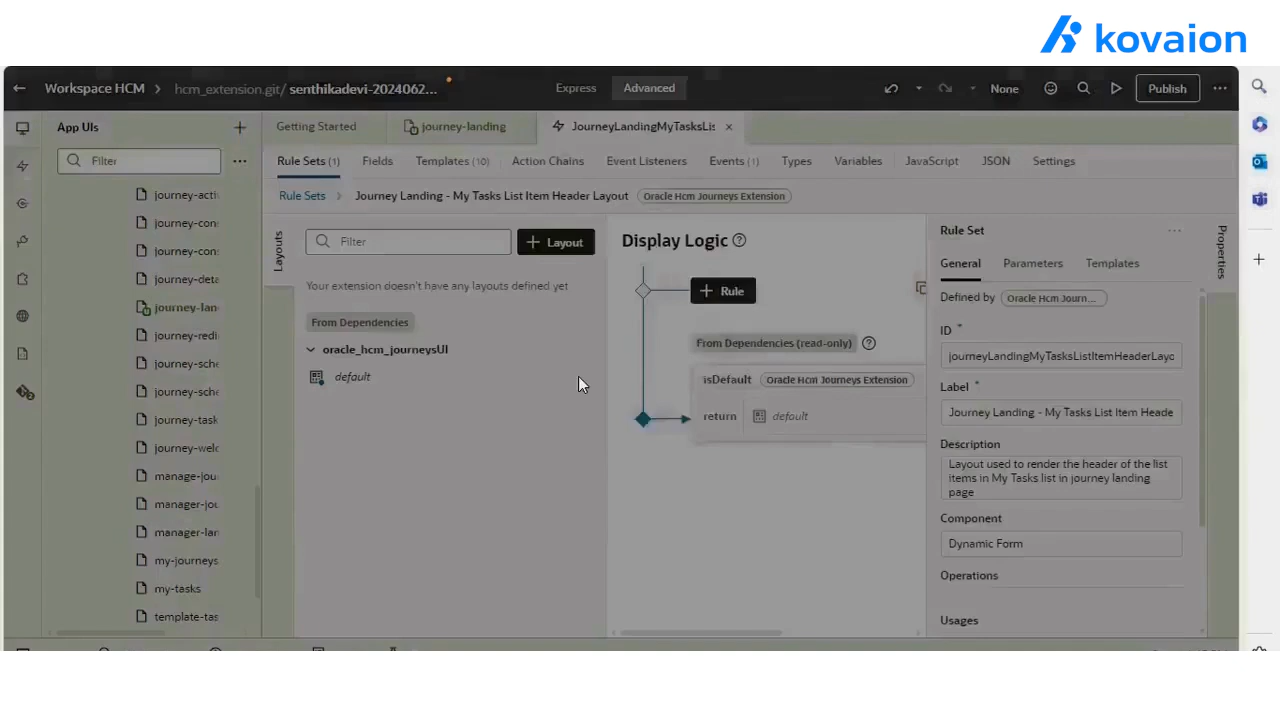 kovaion
Workspace HCM
hcm_extension.git/ senthikadevi-2024062...
Express
Advanced
None
Publish
App UIs
Getting Started
journey-landing
JourneyLandingMyTasksLis
Filter
Rule Sets (1)
Fields
Templates (10)
Action Chains
Event Listeners
Events (1)
Types
Variables
JavaScript
JSON
Settings
Rule Sets
Journey Landing - My Tasks List Item Header Layout
Oracle Hcm Journeys Extension
journey-acti
journey-con
journey-con
journey-deta
journey-lan
journey-redi
journey-sche
journey-sche
journey-task
journey-welc
manage-jou
manager-jou
manager-lan
my-journeys
my-tasks
template-tas
Layouts
Filter
Layout
Your extension doesn't have any layouts defined yet
From Dependencies
oracle_hcm_journeysUI
default
Display Logic
Rule
From Dependencies (read-only)
isDefault
Oracle Hcm Journeys Extension
return
default
Rule Set
General
Parameters
Templates
Defined by
Oracle Hcm Journ...
ID *
journeyLandingMyTasksListItemHeaderLayo
Label *
Journey Landing - My Tasks List Item Heade
Description
Layout used to render the header of the list
items in My Tasks list in journey landing
page
Component
Dynamic Form
Operations
Usages
Properties